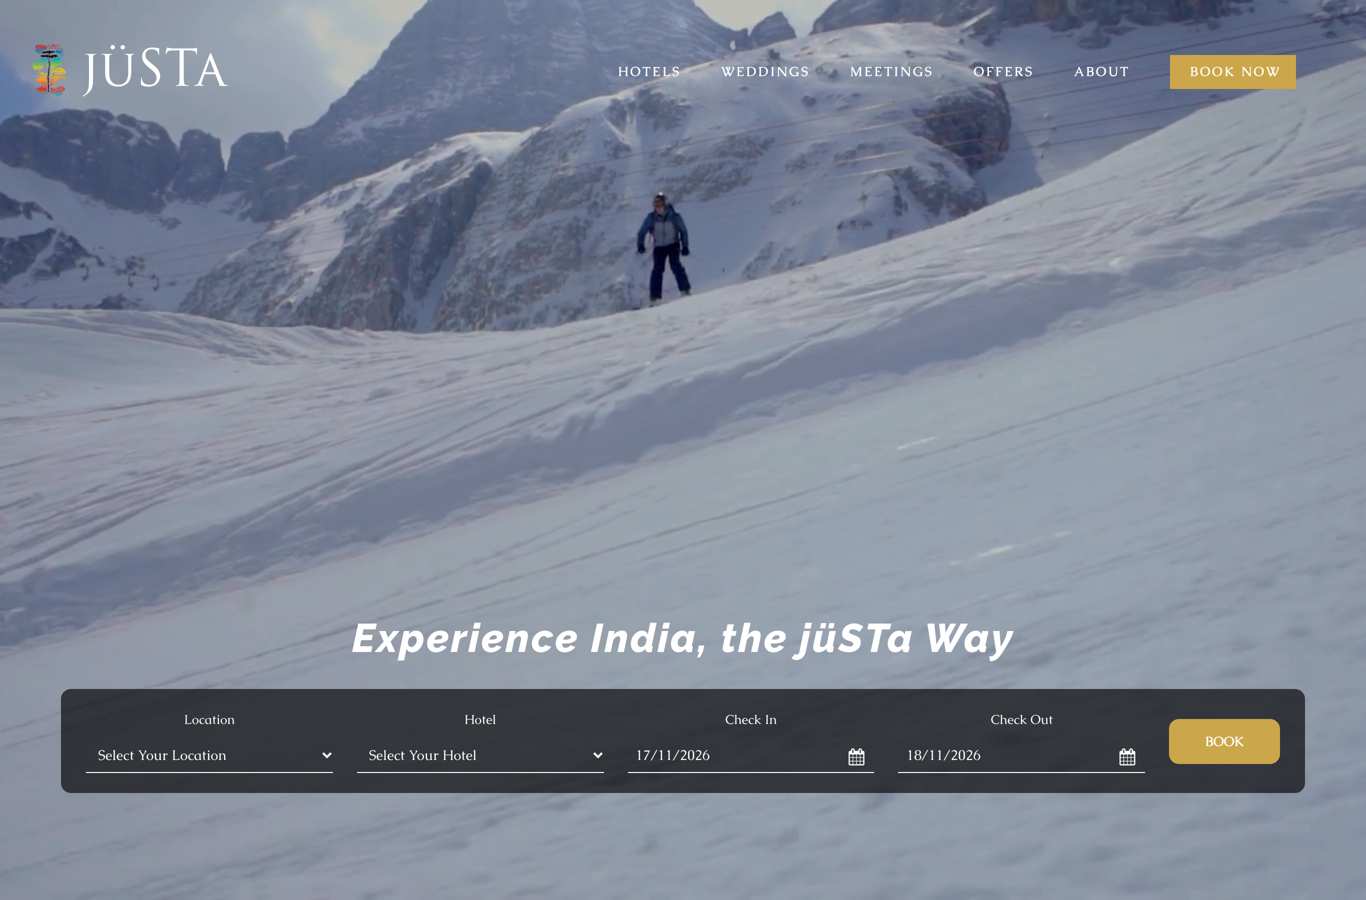 JÜSTA
HOTELS
WEDDINGS
MEETINGS
OFFERS
ABOUT
BOOK NOW
Experience India, the jüSTa Way
Location
Select Your Location
Hotel
Select Your Hotel
Check In
17/11/2026
Check Out
18/11/2026
BOOK